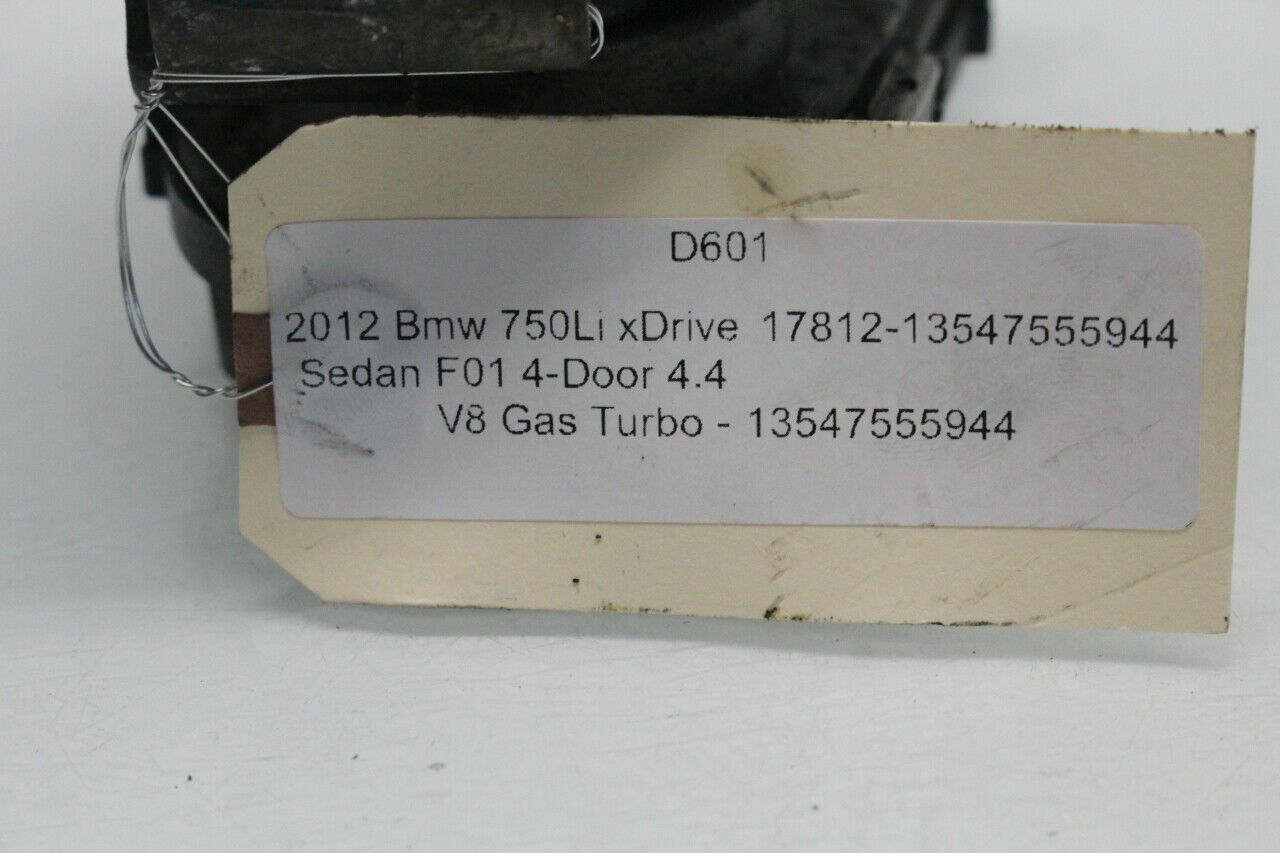 D601
2012 Bmw 750Li xDrive 17812-13547555944
Sedan F01 4-Door 4.4
V8 Gas Turbo - 13547555944